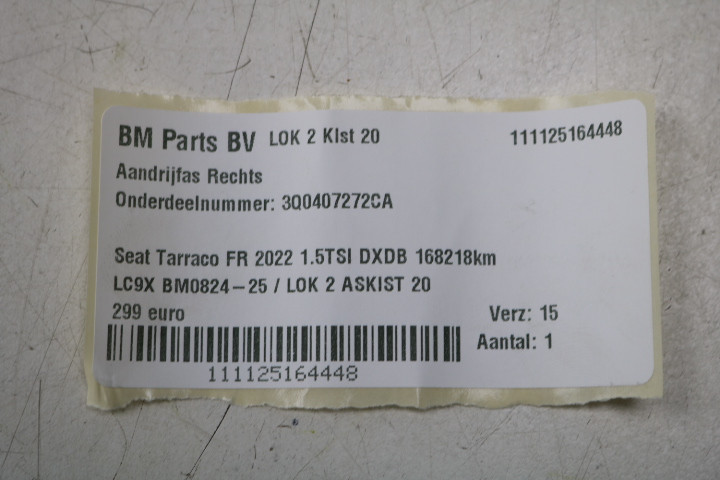 BM Parts BV LOK 2 Klst 20 111125164448
Aandrijfas Rechts
Onderdeelnummer: 3Q0407272CA
Seat Tarraco FR 2022 1.5TSI DXDB 168218km
LC9X BM0824-25 / LOK 2 ASKIST 20
299 euro Verz: 15
Aantal: 1
111125164448